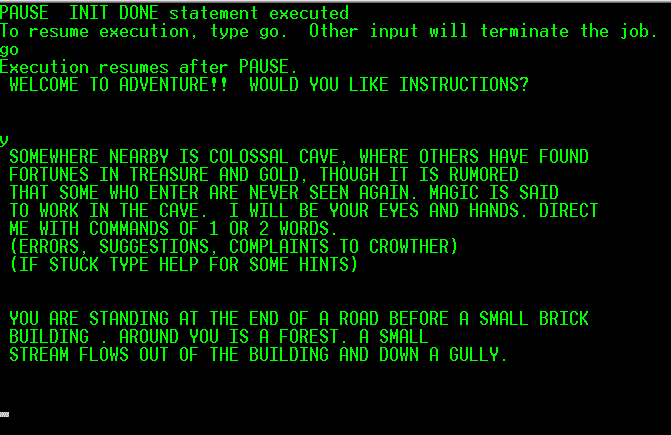 PAUSE  INIT DONE statement executed
To resume execution, type go.  Other input will terminate the job.
go
Execution resumes after PAUSE.
WELCOME TO ADVENTURE!!  WOULD YOU LIKE INSTRUCTIONS?
y
SOMEWHERE NEARBY IS COLOSSAL CAVE, WHERE OTHERS HAVE FOUND
FORTUNES IN TREASURE AND GOLD, THOUGH IT IS RUMORED
THAT SOME WHO ENTER ARE NEVER SEEN AGAIN. MAGIC IS SAID
TO WORK IN THE CAVE.  I WILL BE YOUR EYES AND HANDS. DIRECT
ME WITH COMMANDS OF 1 OR 2 WORDS.
(ERRORS, SUGGESTIONS, COMPLAINTS TO CROWTHER)
(IF STUCK TYPE HELP FOR SOME HINTS)
YOU ARE STANDING AT THE END OF A ROAD BEFORE A SMALL BRICK
BUILDING . AROUND YOU IS A FOREST. A SMALL
STREAM FLOWS OUT OF THE BUILDING AND DOWN A GULLY.